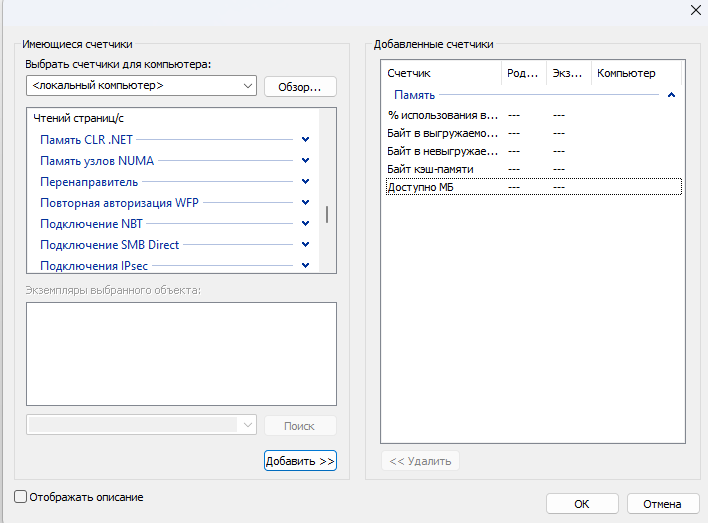 Имеющиеся счетчики
Выбрать счетчики для компьютера:
<локальный компьютер>
Обзор...
Чтений страниц/с
Память CLR .NET
Память узлов NUMA
Перенаправитель
Повторная авторизация WFP
Подключение NBT
Подключение SMB Direct
Подключения IPsec
Экземпляры выбранного объекта:
Поиск
Добавить >>
Добавленные счетчики
Счетчик Род... Экз... Компьютер
Память
% использования в... --- ---
Байт в выгружаемо... --- ---
Байт в невыгружае... --- ---
Байт кэш-памяти --- ---
Доступно МБ --- ---
<< Удалить
Отображать описание
ОК
Отмена